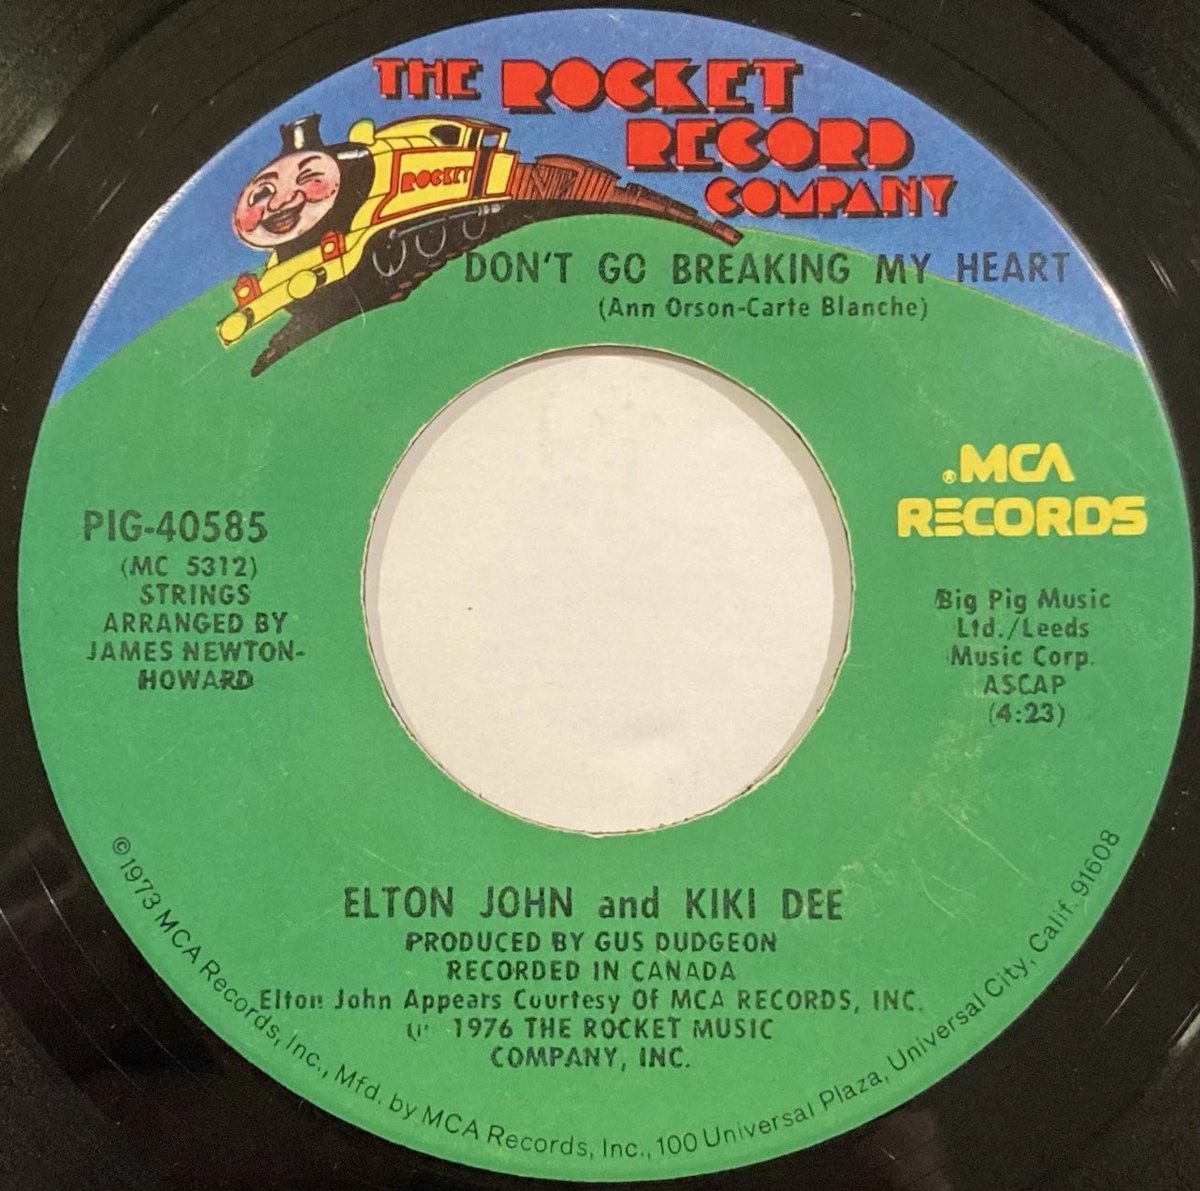 THE ROCKET
RECORD
COMPANY
ROCKET
DON'T GO BREAKING MY HEART
(Ann Orson-Carte Blanche)
®MCA
RECORDS
PIG-40585
(MC 5312)
STRINGS
ARRANGED BY
JAMES NEWTON-
HOWARD
Big Pig Music
Ltd./Leeds
Music Corp.
ASCAP
(4:23)
ELTON JOHN and KIKI DEE
PRODUCED BY GUS DUDGEON
RECORDED IN CANADA
Elton John Appears Courtesy Of MCA RECORDS, INC.
1976 THE ROCKET MUSIC
COMPANY, INC.
©1973 MCA Records, Inc., Mfd. by MCA Records, Inc., 100 Universal Plaza, Universal City, Calif. 91608